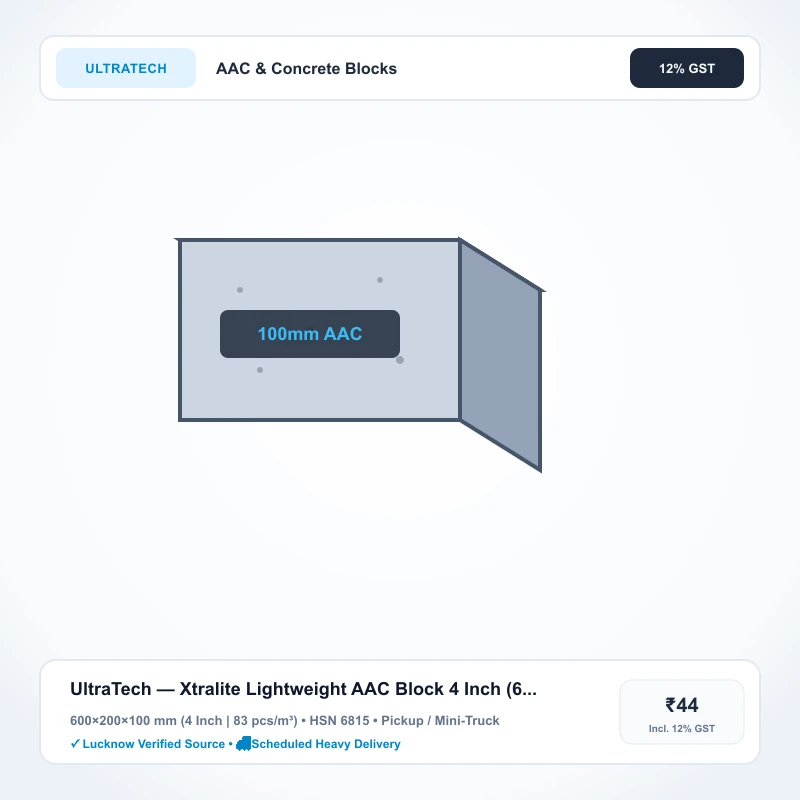 ULTRATECH
AAC & Concrete Blocks
12% GST
100mm AAC
UltraTech — Xtralite Lightweight AAC Block 4 Inch (6...
600×200×100 mm (4 Inch | 83 pcs/m³) • HSN 6815 • Pickup / Mini-Truck
✓ Lucknow Verified Source • 🚚 Scheduled Heavy Delivery
₹44
Incl. 12% GST